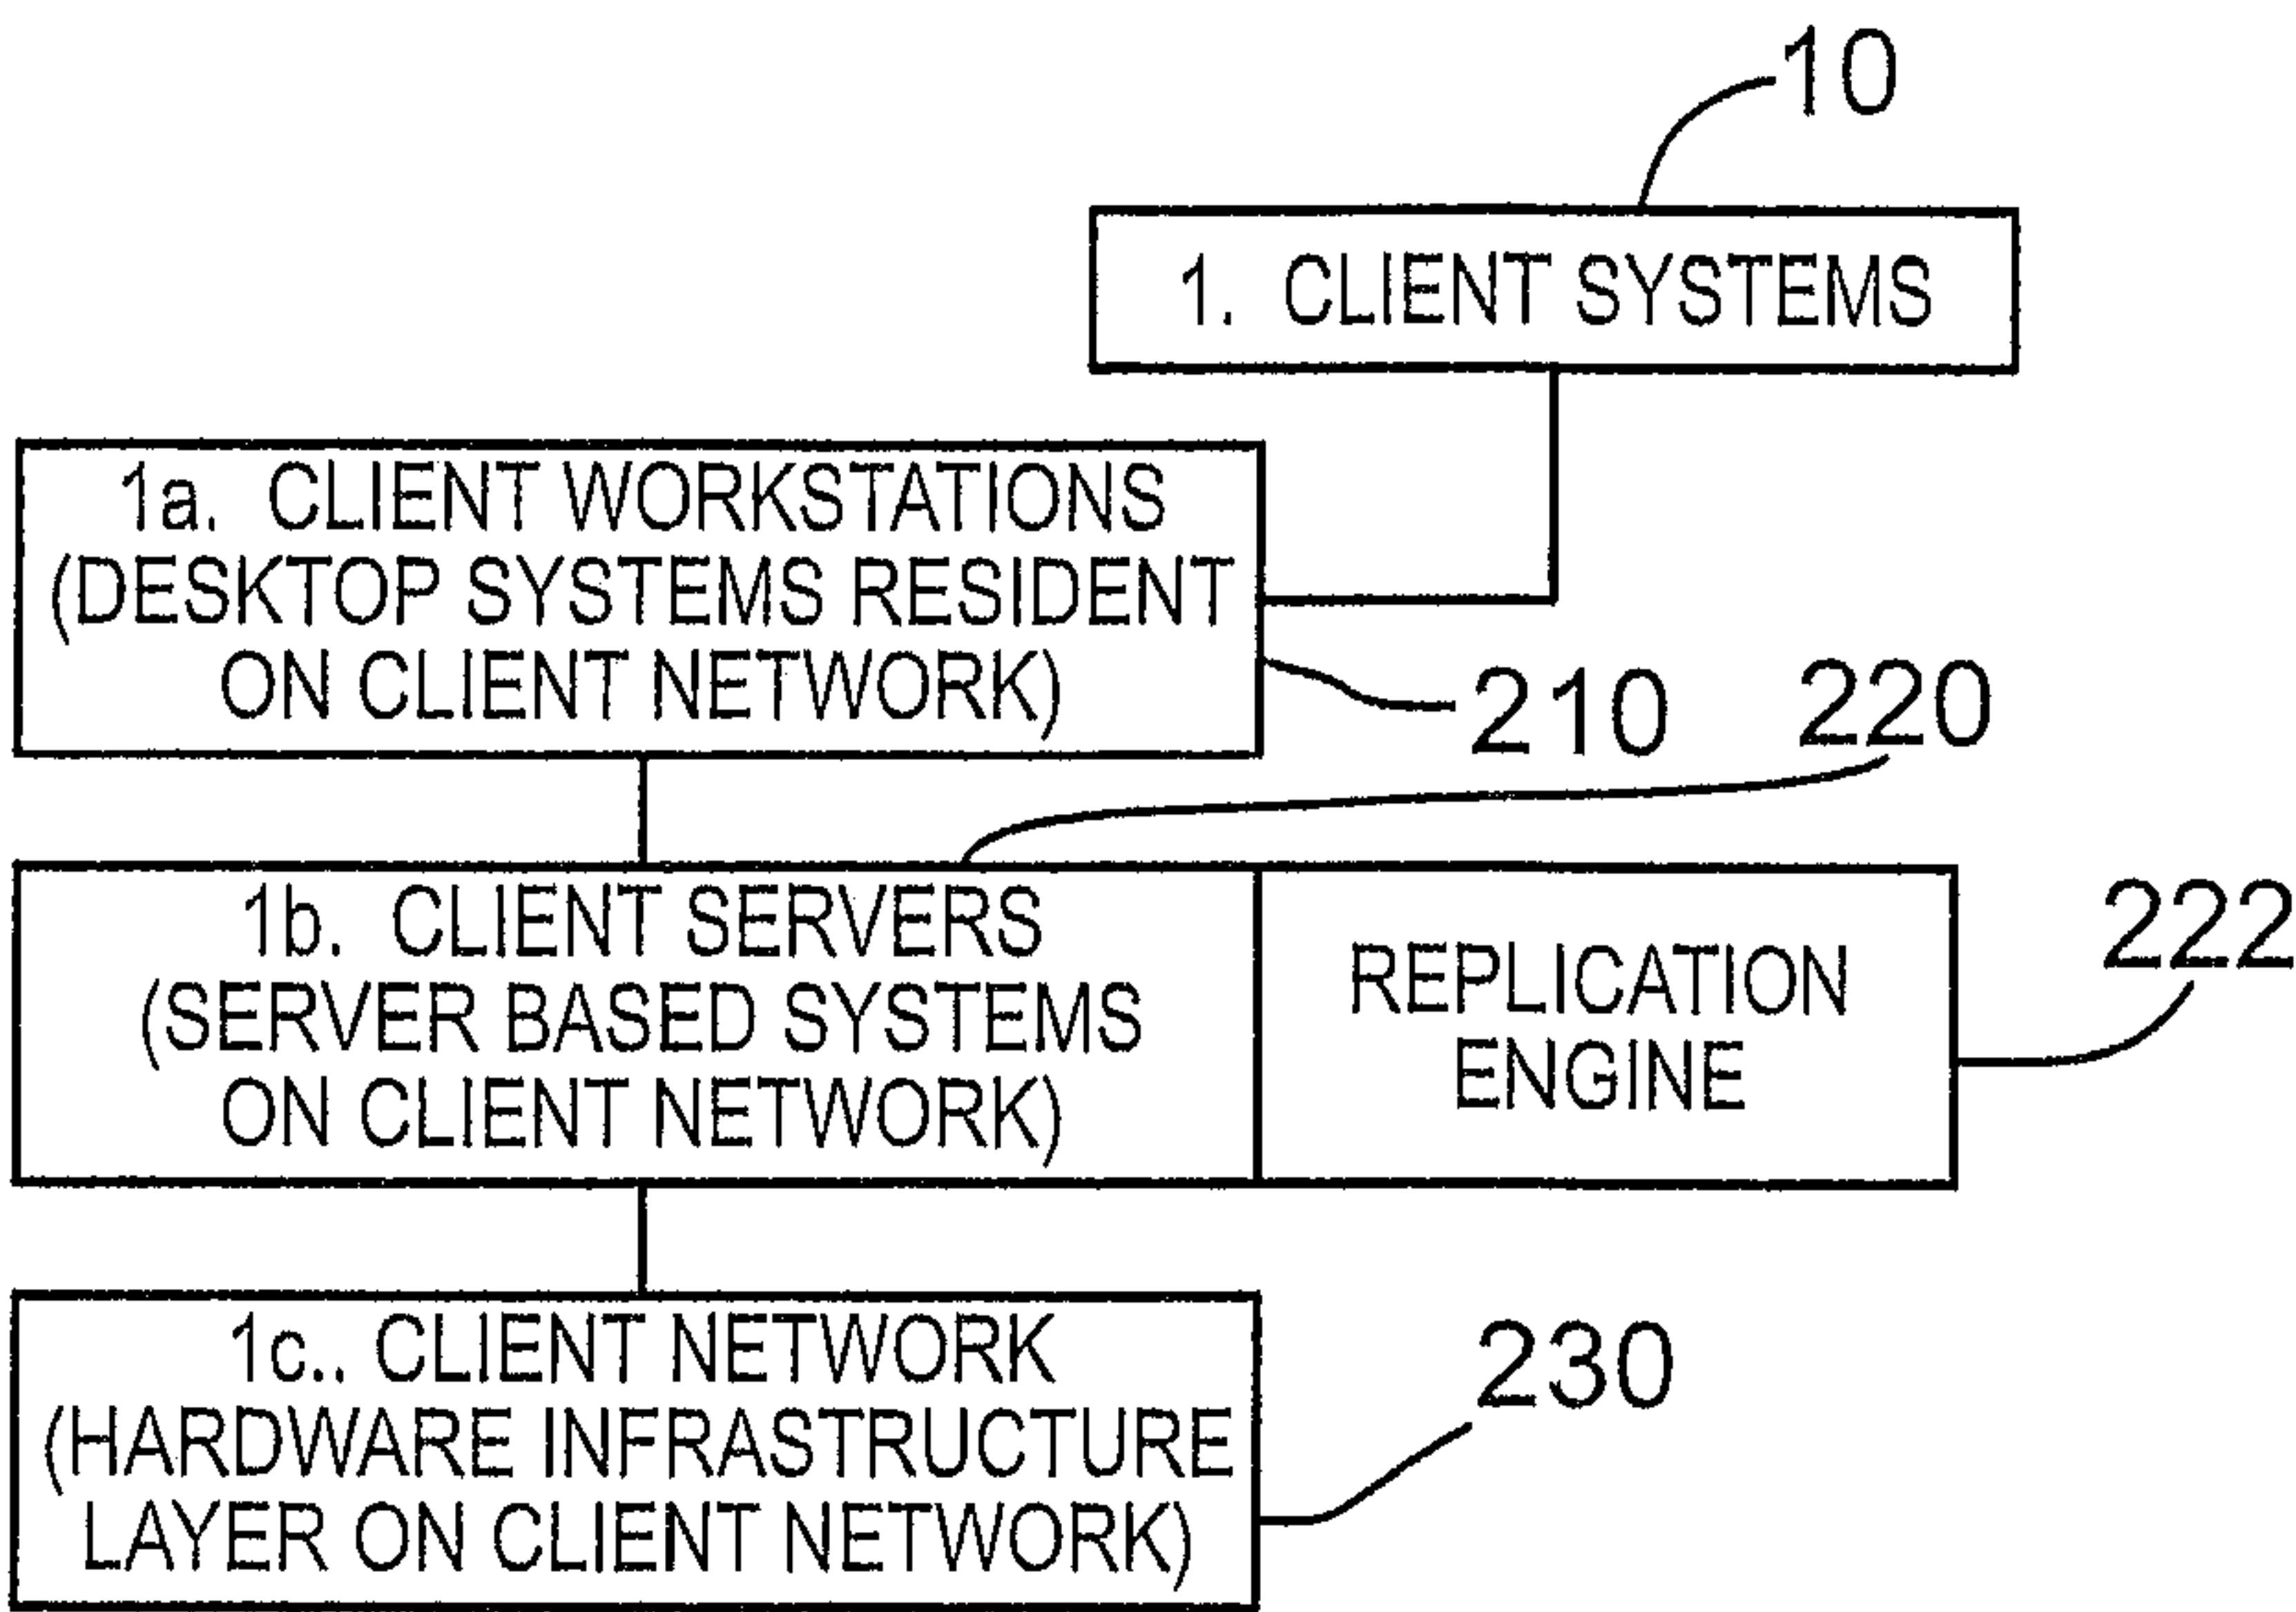 10
1. CLIENT SYSTEMS
1a. CLIENT WORKSTATIONS
(DESKTOP SYSTEMS RESIDENT
ON CLIENT NETWORK)
210
220
1b. CLIENT SERVERS
(SERVER BASED SYSTEMS
ON CLIENT NETWORK)
REPLICATION
ENGINE
222
1c.. CLIENT NETWORK
(HARDWARE INFRASTRUCTURE
LAYER ON CLIENT NETWORK)
230